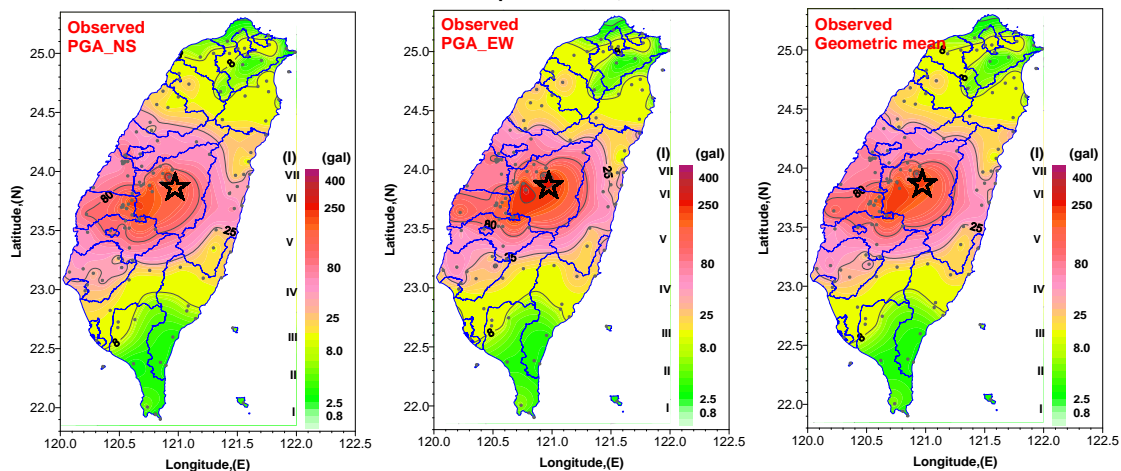 Observed
PGA_NS
8
80
25
8
(I)
(gal)
VII
VI
V
IV
III
II
I
400
250
80
25
8.0
2.5
0.8
25.0
24.5
24.0
23.5
23.0
22.5
22.0
Latitude,(N)
120.0 120.5 121.0 121.5 122.0 122.5
Longitude,(E)
Observed
PGA_EW
8
25
80
25
8
(I)
(gal)
VII
VI
V
IV
III
II
I
400
250
80
25
8.0
2.5
0.8
25.0
24.5
24.0
23.5
23.0
22.5
22.0
Latitude,(N)
120.0 120.5 121.0 121.5 122.0 122.5
Longitude,(E)
Observed
Geometric mean
8
8
80
25
8
(I)
(gal)
VII
VI
V
IV
III
II
I
400
250
80
25
8.0
2.5
0.8
25.0
24.5
24.0
23.5
23.0
22.5
22.0
Latitude,(N)
120.0 120.5 121.0 121.5 122.0 122.5
Longitude,(E)